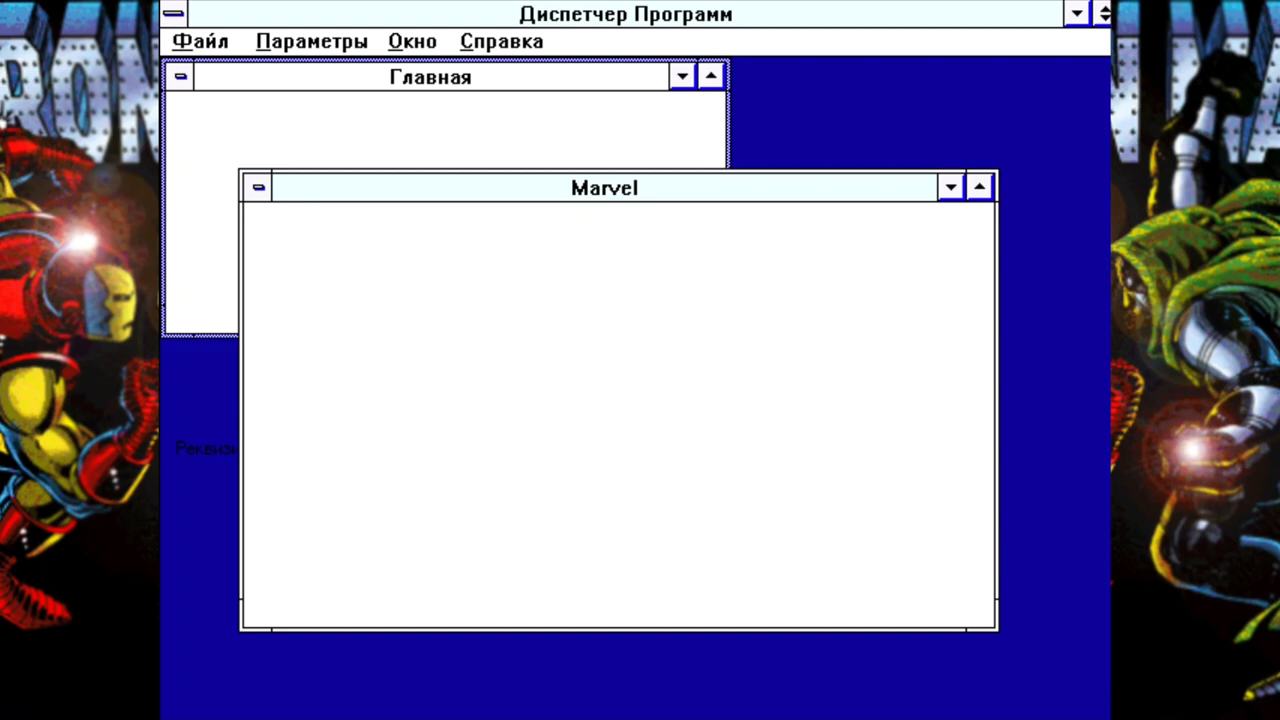 Диспетчер Программ
Файл Параметры Окно Справка
Главная
Marvel